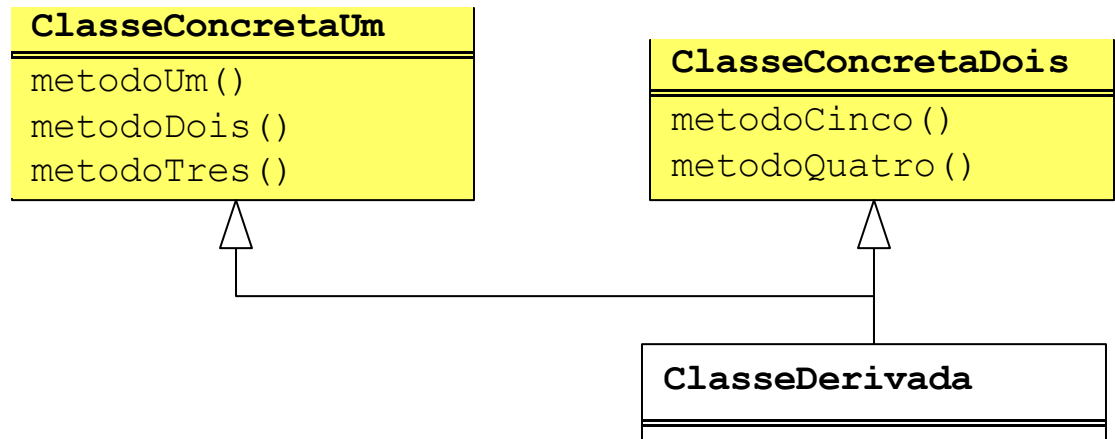 ClasseConcretaUm
metodoUm()
metodoDois()
metodoTres()
ClasseConcretaDois
metodoCinco()
metodoQuatro()
ClasseDerivada